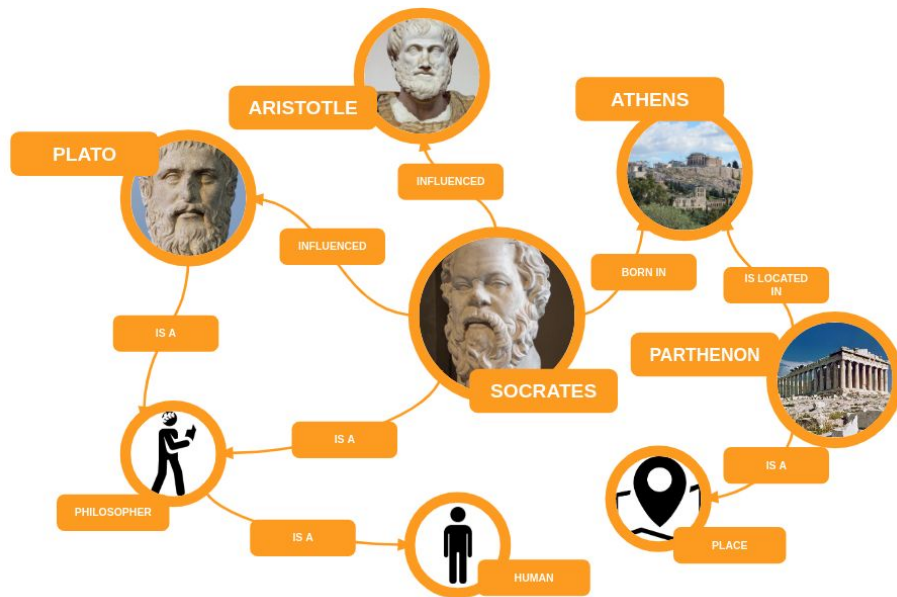 ARISTOTLE
ATHENS
PLATO
INFLUENCED
INFLUENCED
BORN IN
IS LOCATED
IN
IS A
PARTHENON
SOCRATES
IS A
IS A
PHILOSOPHER
IS A
PLACE
HUMAN